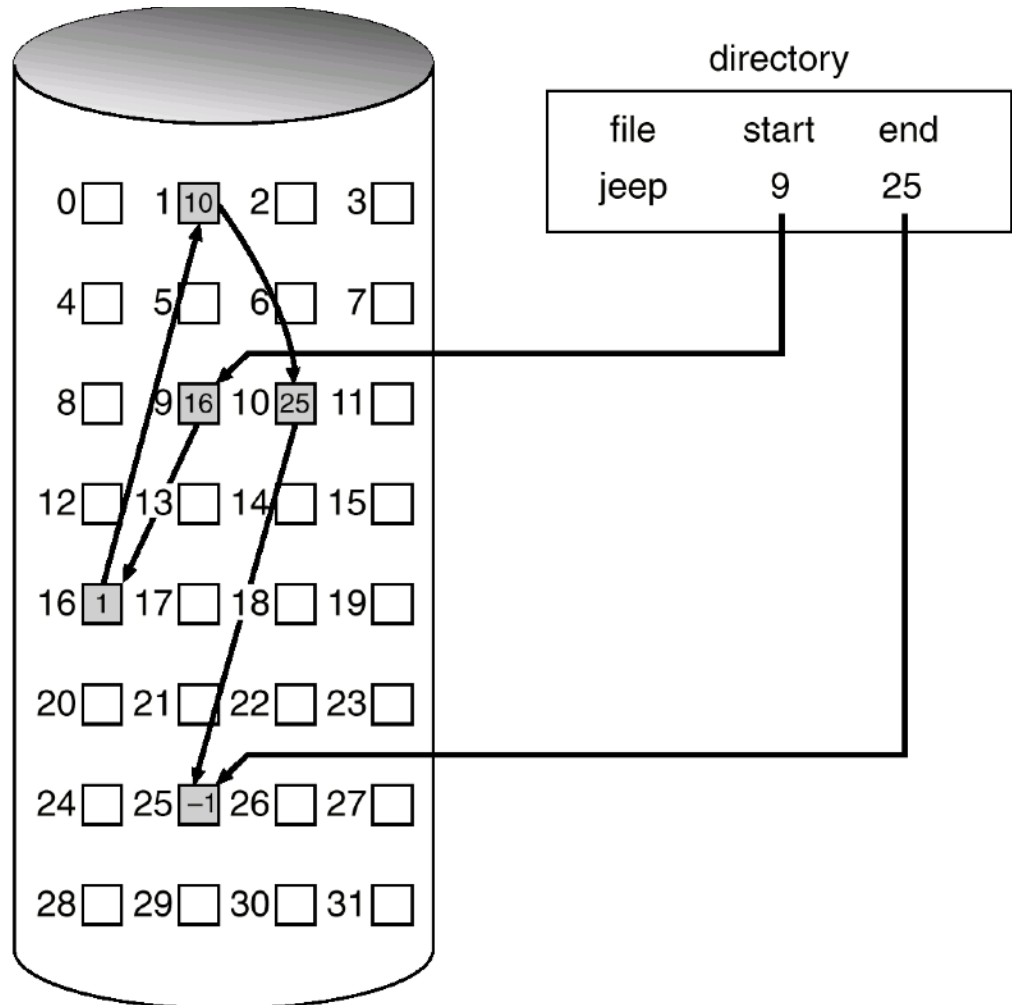 directory
file start end
jeep 9 25
0 1 10 2 3
4 5 6 7
8 9 16 10 25 11
12 13 14 15
16 1 17 18 19
20 21 22 23
24 25 –1 26 27
28 29 30 31